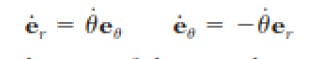 ė_r = θ̇e_θ    ė_θ = −θ̇e_r